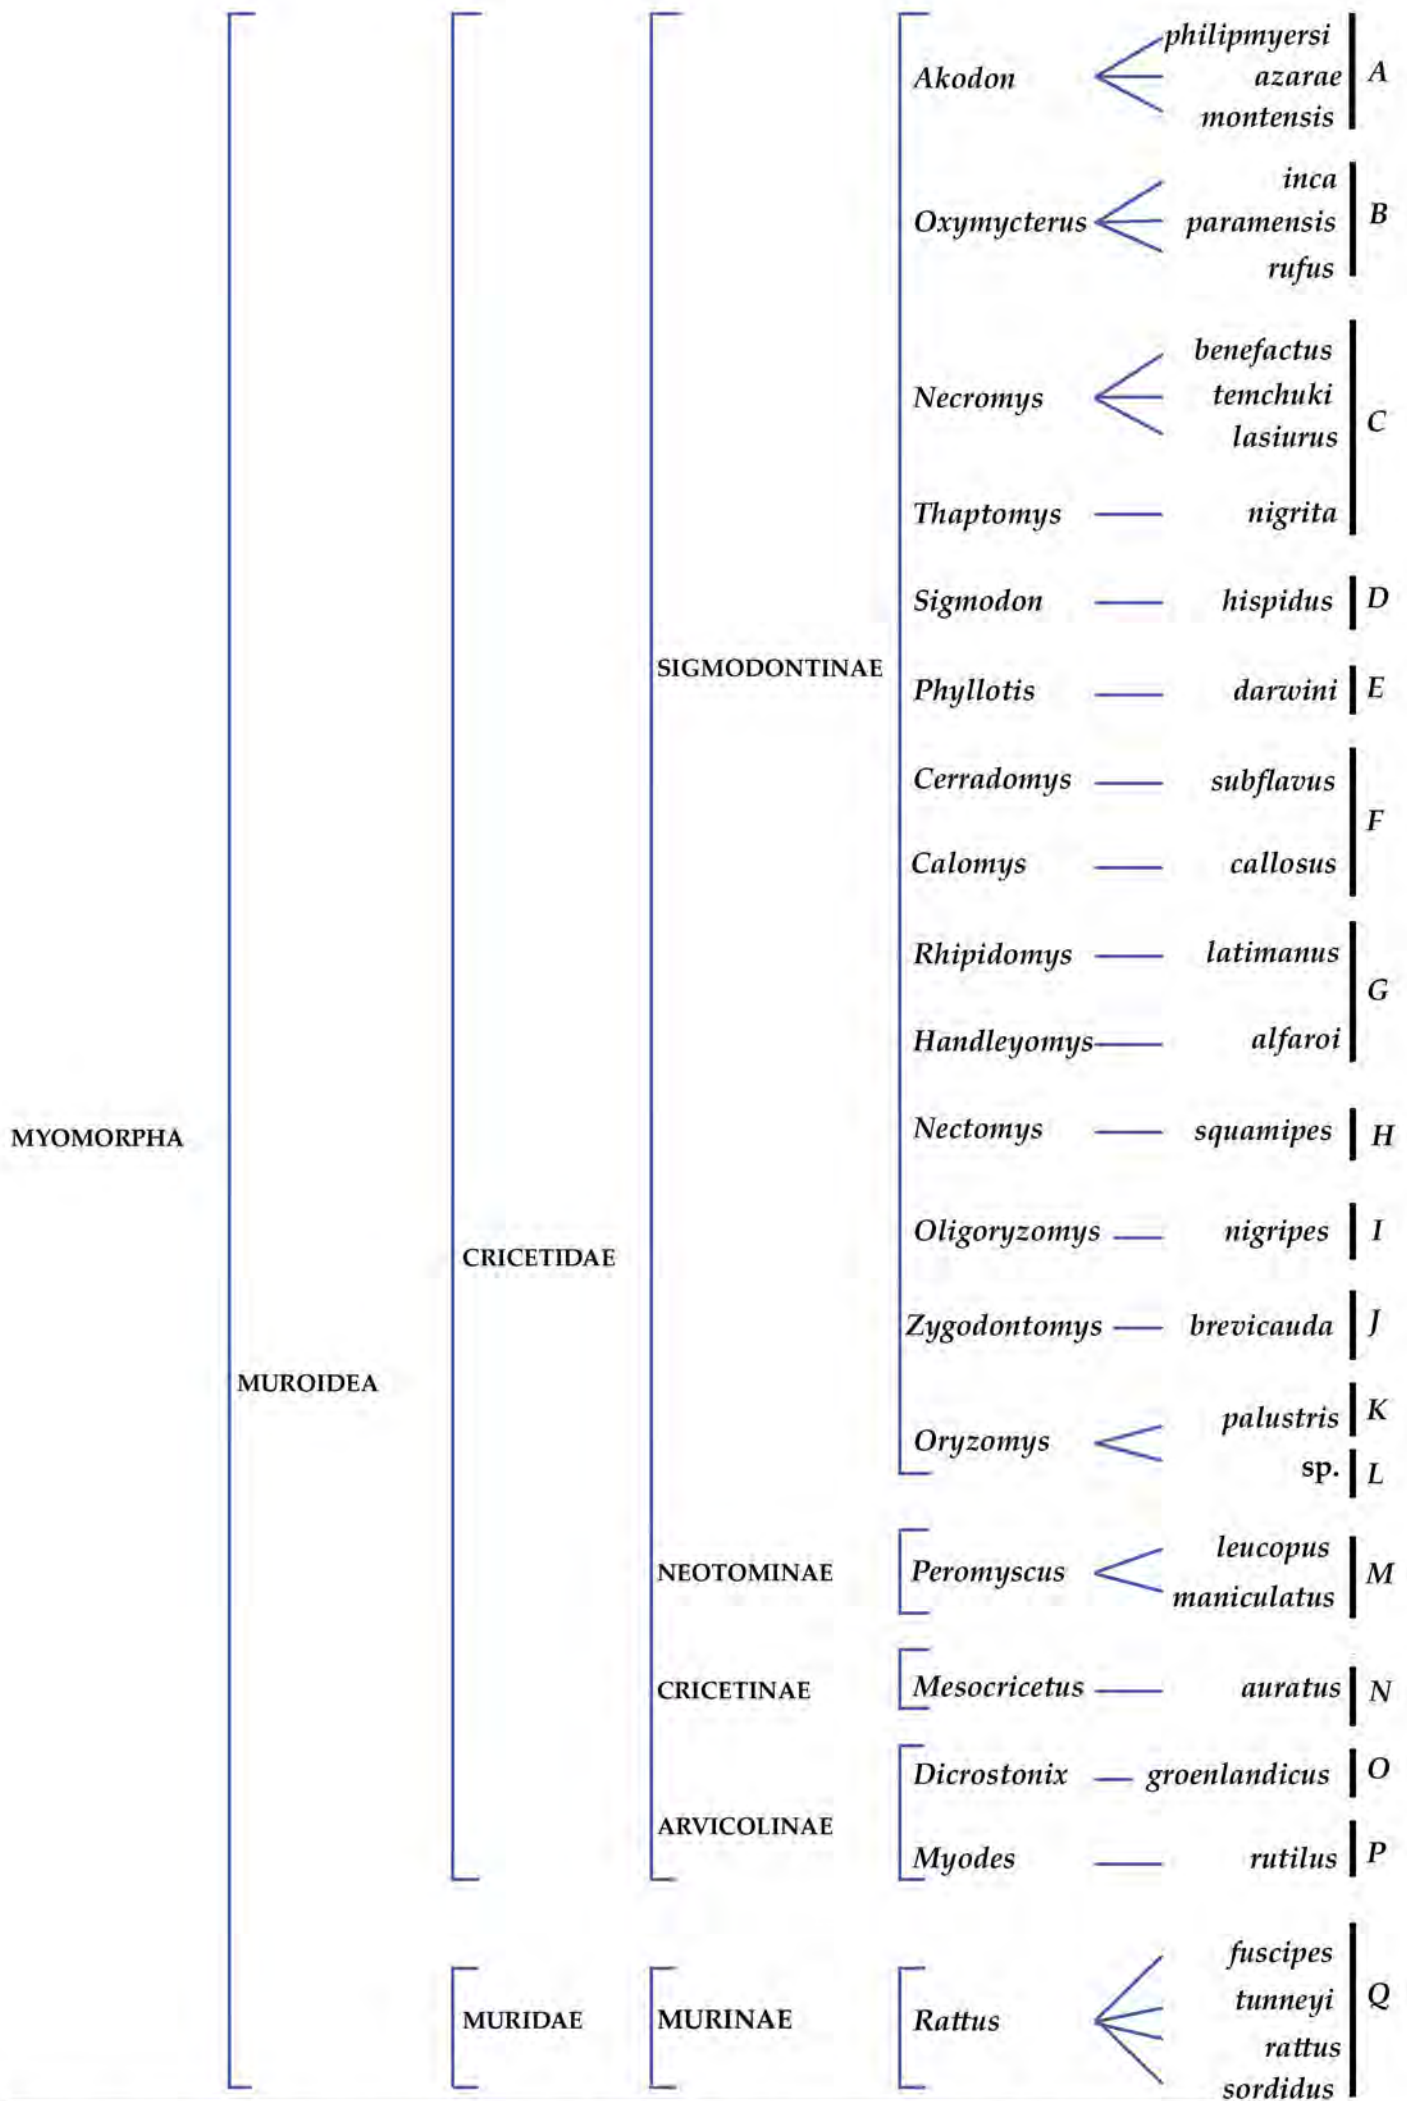 MYOMORPHA
MUROIDEA
CRICETIDAE
SIGMODONTINAE
Akodon
philipmyersi
azarae
montensis
A
Oxymycterus
inca
paramensis
rufus
B
Necromys
benefactus
temchuki
lasiurus
C
Thaptomys
nigrita
Sigmodon
hispidus
D
Phyllotis
darwini
E
Cerradomys
subflavus
F
Calomys
callosus
Rhipidomys
latimanus
G
Handleyomys
alfaroi
Nectomys
squamipes
H
Oligoryzomys
nigripes
I
Zygodontomys
brevicauda
J
Oryzomys
palustris
K
sp.
L
NEOTOMINAE
Peromyscus
leucopus
maniculatus
M
CRICETINAE
Mesocricetus
auratus
N
ARVICOLINAE
Dicrostonix
groenlandicus
O
Myodes
rutilus
P
MURIDAE
MURINAE
Rattus
fuscipes
tunneyi
rattus
sordidus
Q